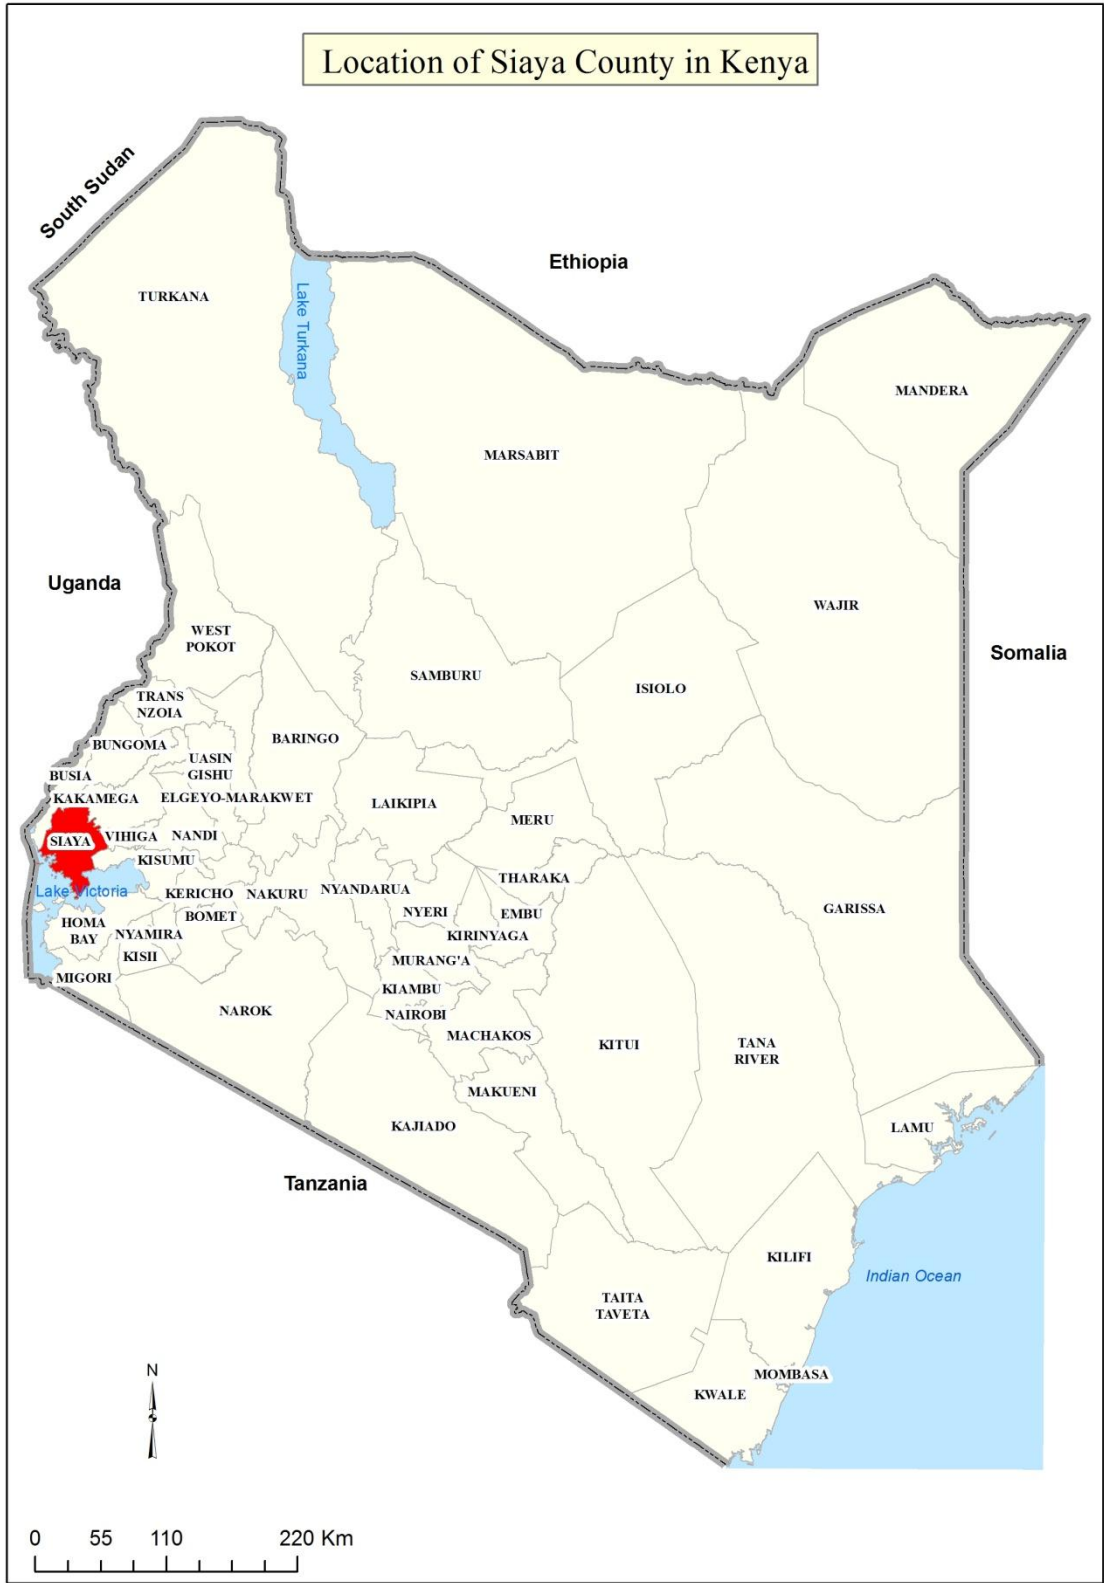 Location of Siaya County in Kenya
South Sudan
Ethiopia
TURKANA
Lake Turkana
MANDERA
MARSABIT
Uganda
WAJIR
WEST
POKOT
Somalia
SAMBURU
ISIOLO
TRANS
NZOIA
BUNGOMA
BARINGO
UASIN
GISHU
BUSIA
KAKAMEGA
ELGEYO-MARAKWET
LAIKIPIA
MERU
SIAYA
VIHIGA
NANDI
KISUMU
THARAKA
Lake Victoria
KERICHO
NAKURU
NYANDARUA
GARISSA
HOMA
BAY
BOMET
NYERI
EMBU
NYAMIRA
KIRINYAGA
KISII
MURANG'A
MIGORI
KIAMBU
NAROK
NAIROBI
MACHAKOS
KITUI
TANA
RIVER
MAKUENI
KAJIADO
LAMU
Tanzania
KILIFI
Indian Ocean
TAITA
TAVETA
MOMBASA
KWALE
N
0 55 110 220 Km